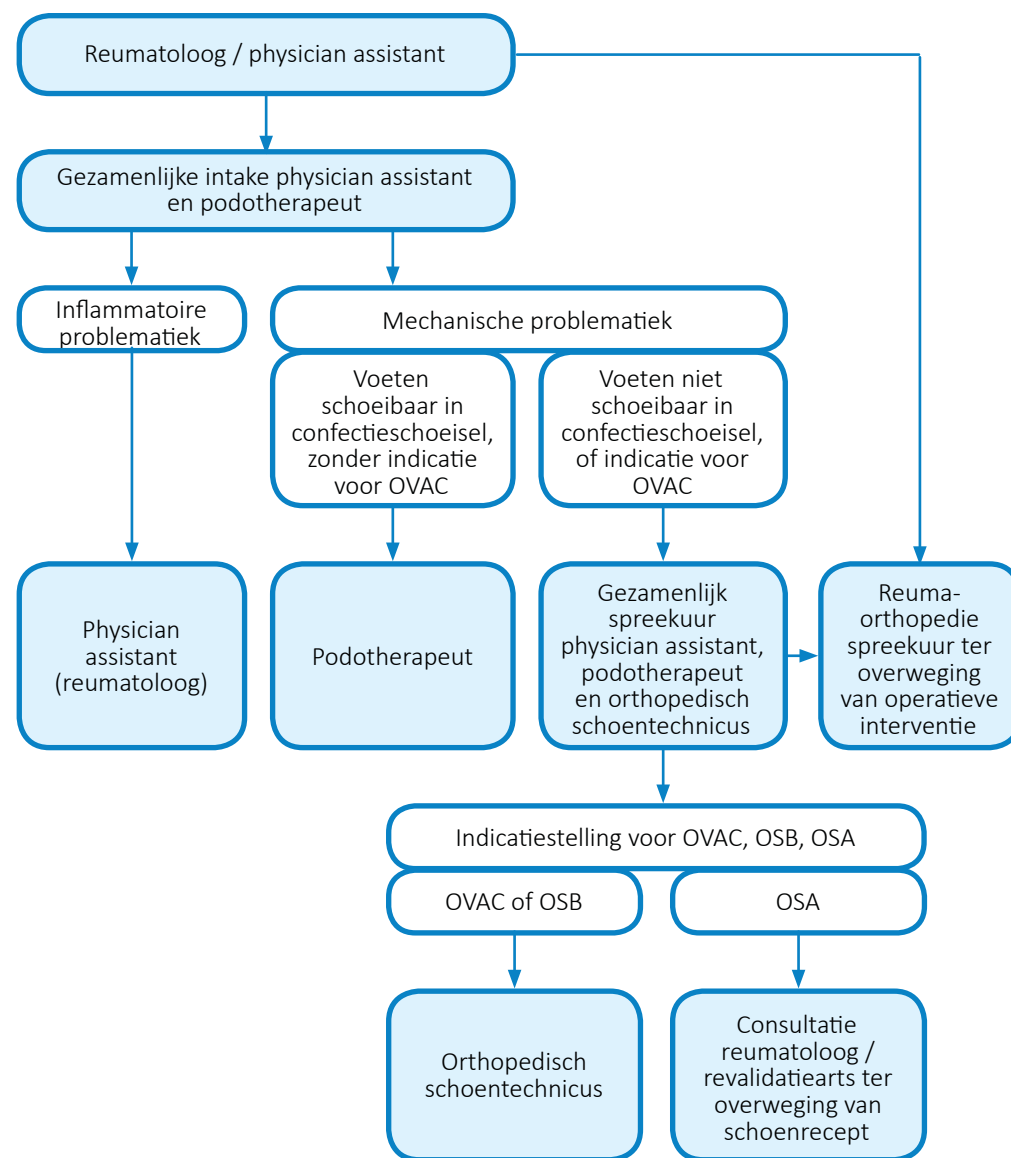 Reumatoloog / physician assistant
Gezamenlijke intake physician assistant
en podotherapeut
Inflammatoire
problematiek
Mechanische problematiek
Voeten
schoeibaar in
confectieschoeisel,
zonder indicatie
voor OVAC
Voeten niet
schoeibaar in
confectieschoeisel,
of indicatie voor
OVAC
Physician
assistant
(reumatoloog)
Podotherapeut
Gezamenlijk
spreekuur
physician assistant,
podotherapeut
en orthopedisch
schoentechnicus
Reuma-
orthopedie
spreekuur ter
overweging
van operatieve
interventie
Indicatiestelling voor OVAC, OSB, OSA
OVAC of OSB
OSA
Orthopedisch
schoentechnicus
Consultatie
reumatoloog /
revalidatiearts ter
overweging van
schoenrecept